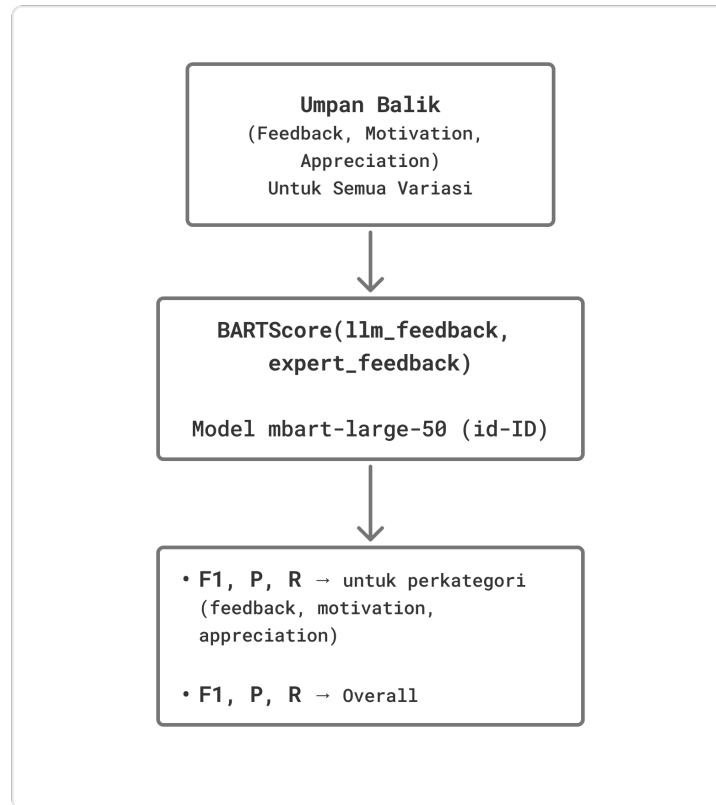 Umpan Balik
(Feedback, Motivation,
Appreciation)
Untuk Semua Variasi
BARTScore(llm_feedback,
expert_feedback)
Model mbart-large-50 (id-ID)
• F1, P, R → untuk perkategori
(feedback, motivation,
appreciation)
• F1, P, R → Overall